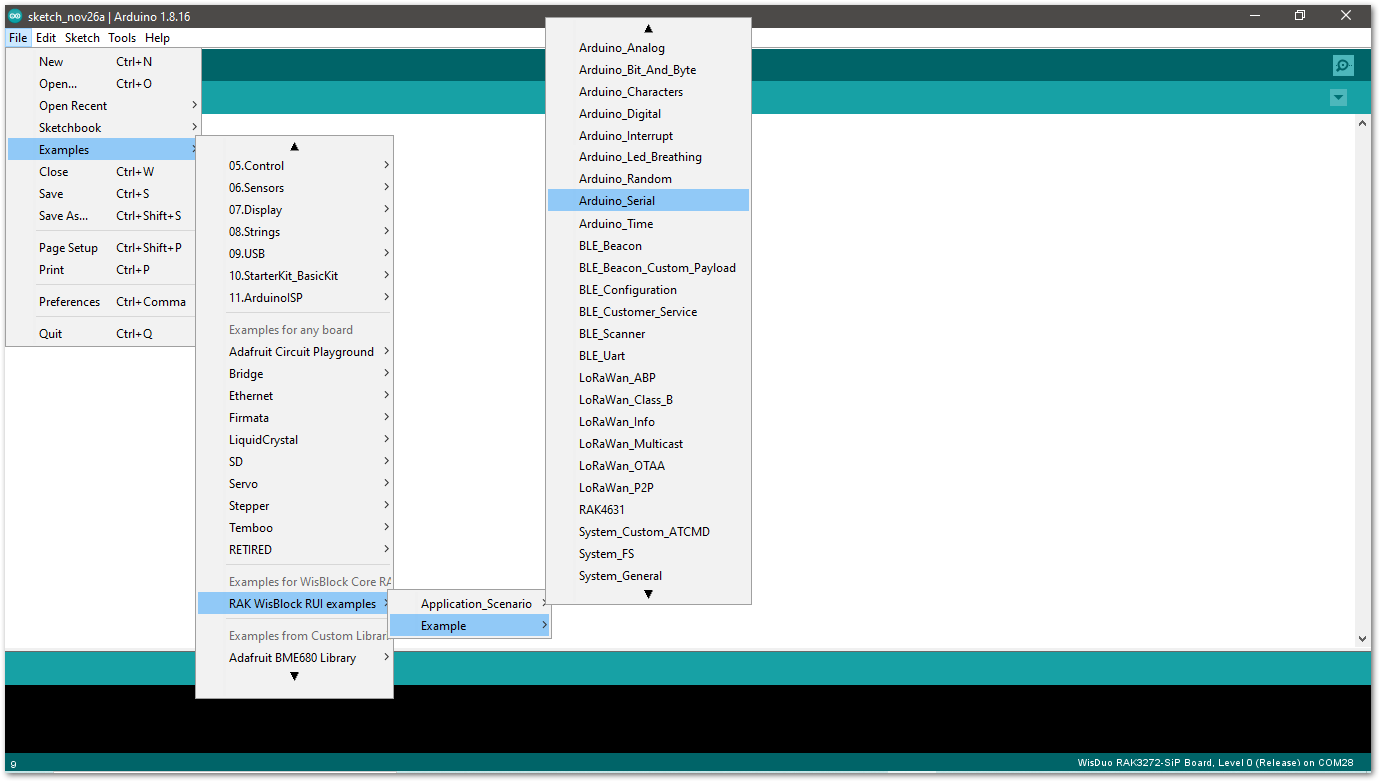 sketch_nov26a | Arduino 1.8.16
File Edit Sketch Tools Help
New Ctrl+N
Open... Ctrl+O
Open Recent
Sketchbook
Examples
Close Ctrl+W
Save Ctrl+S
Save As... Ctrl+Shift+S
Page Setup Ctrl+Shift+P
Print Ctrl+P
Preferences Ctrl+Comma
Quit Ctrl+Q
05.Control
06.Sensors
07.Display
08.Strings
09.USB
10.StarterKit_BasicKit
11.ArduinoISP
Examples for any board
Adafruit Circuit Playground
Bridge
Ethernet
Firmata
LiquidCrystal
SD
Servo
Stepper
Temboo
RETIRED
Examples for WisBlock Core RA
RAK WisBlock RUI examples
Examples from Custom Librar
Adafruit BME680 Library
Application_Scenario
Example
Arduino_Analog
Arduino_Bit_And_Byte
Arduino_Characters
Arduino_Digital
Arduino_Interrupt
Arduino_Led_Breathing
Arduino_Random
Arduino_Serial
Arduino_Time
BLE_Beacon
BLE_Beacon_Custom_Payload
BLE_Configuration
BLE_Customer_Service
BLE_Scanner
BLE_Uart
LoRaWan_ABP
LoRaWan_Class_B
LoRaWan_Info
LoRaWan_Multicast
LoRaWan_OTAA
LoRaWan_P2P
RAK4631
System_Custom_ATCMD
System_FS
System_General
9
WisDuo RAK3272-SiP Board, Level 0 (Release) on COM28